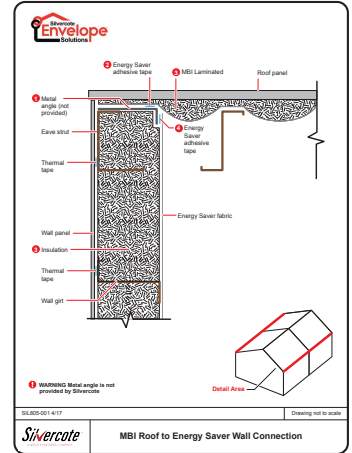 Silvercote
Envelope
Solutions
2 Energy Saver
adhesive tape
3 MBI Laminated
Roof panel
1 Metal
angle (not
provided)
Eave strut
4 Energy
Saver
adhesive
tape
Thermal
tape
Energy Saver fabric
Wall panel
3 Insulation
Thermal
tape
Wall girt
! WARNING Metal angle is not
provided by Silvercote
Detail Area
SIL805-001 4/17
Drawing not to scale
Silvercote
MBI Roof to Energy Saver Wall Connection